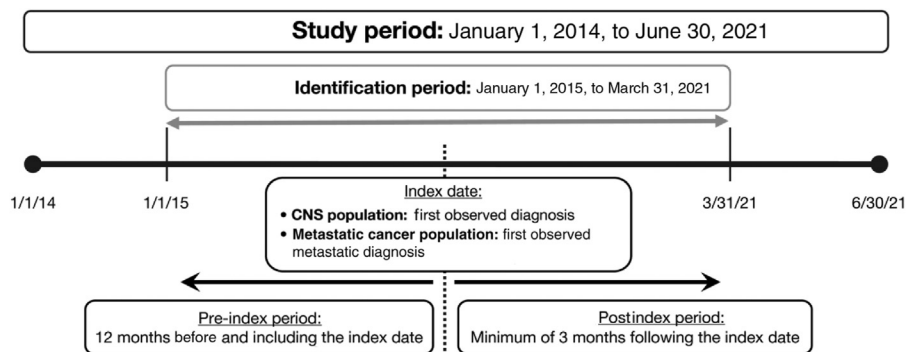 Study period: January 1, 2014, to June 30, 2021
Identification period: January 1, 2015, to March 31, 2021
1/1/14
1/1/15
3/31/21
6/30/21
Index date:
• CNS population: first observed diagnosis
• Metastatic cancer population: first observed
metastatic diagnosis
Pre-index period:
12 months before and including the index date
Postindex period:
Minimum of 3 months following the index date